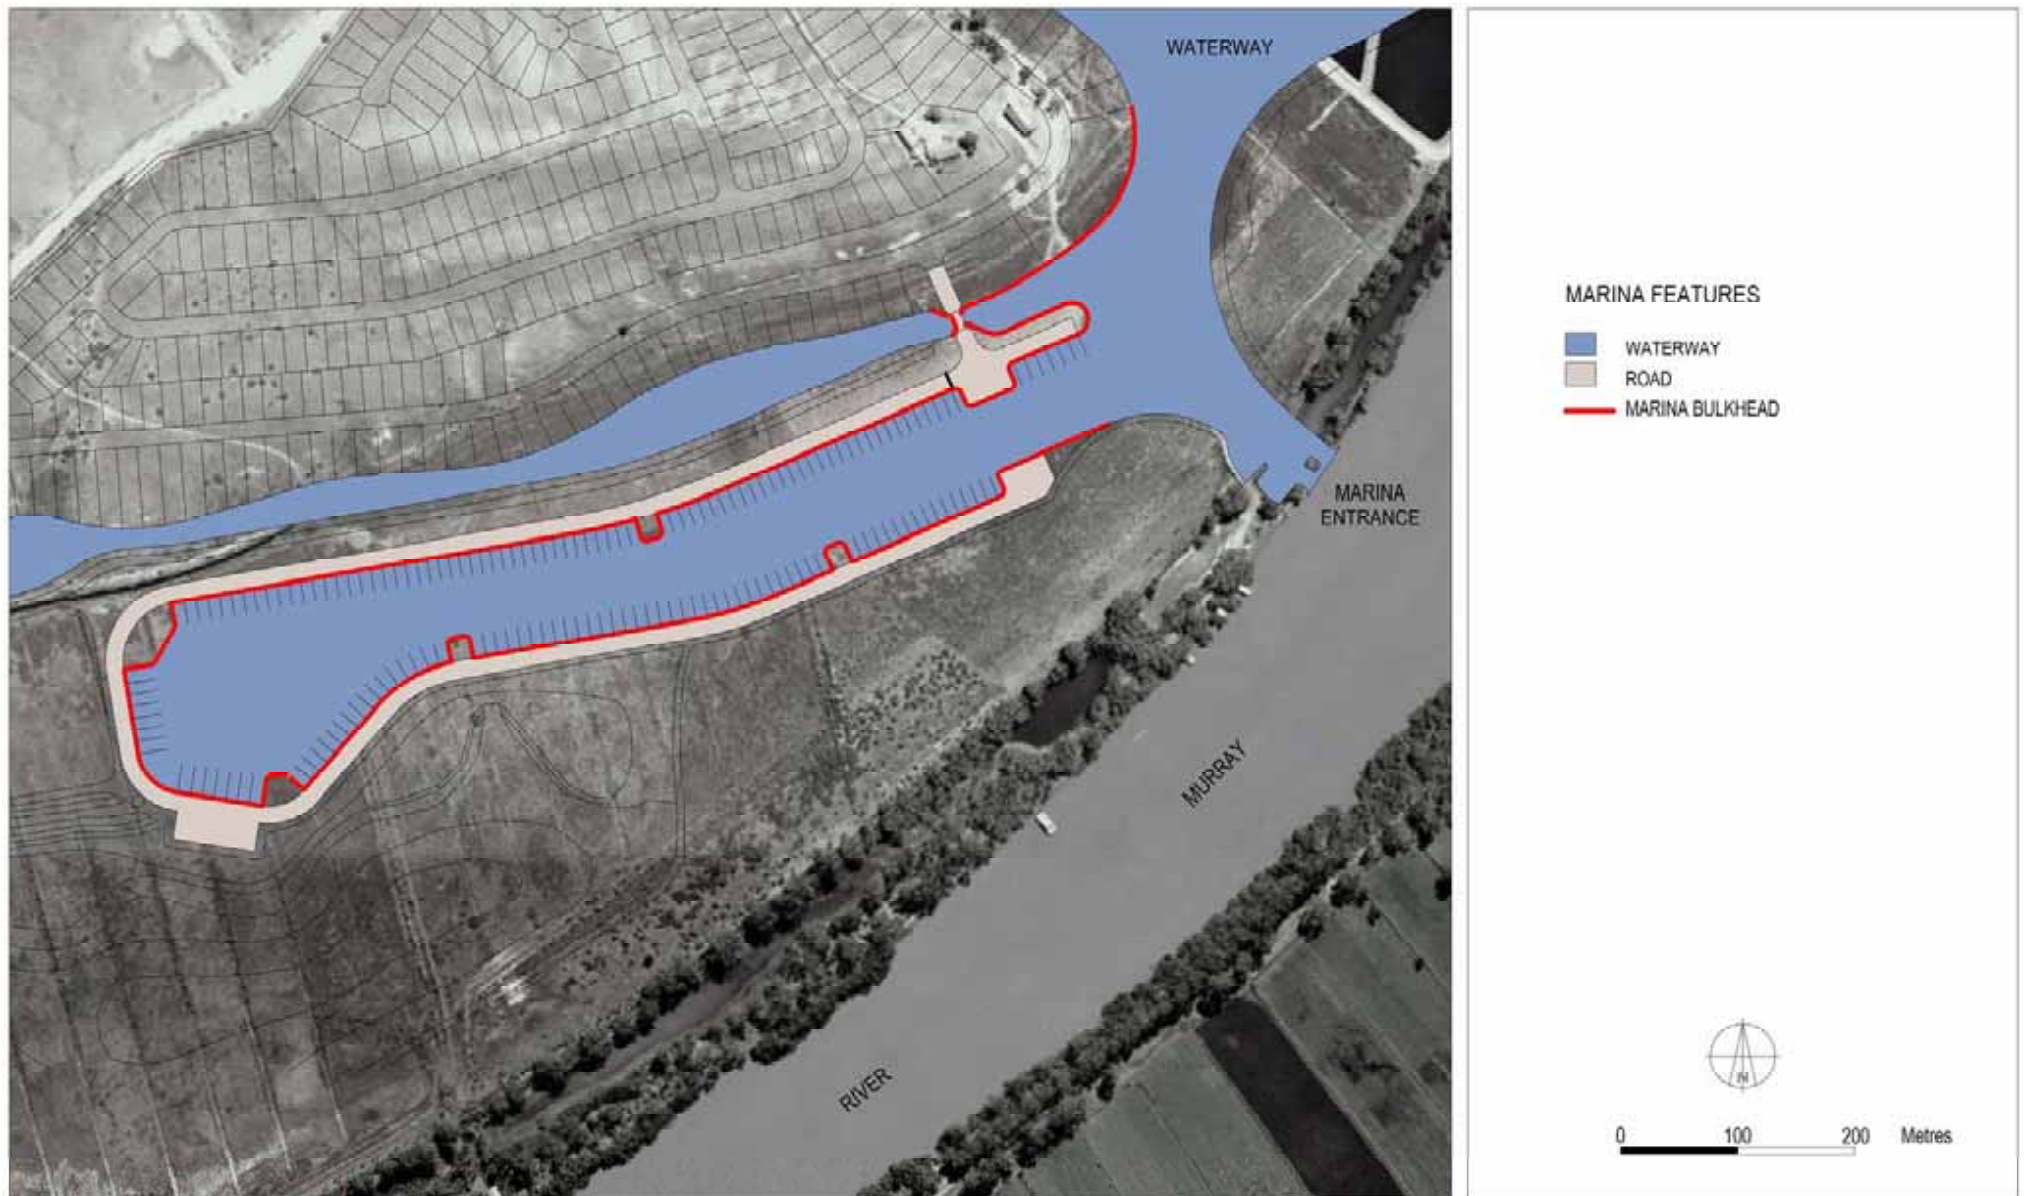 WATERWAY
MARINA
ENTRANCE
MURRAY
RIVER
MARINA FEATURES
WATERWAY
ROAD
MARINA BULKHEAD
N
0 100 200 Metres